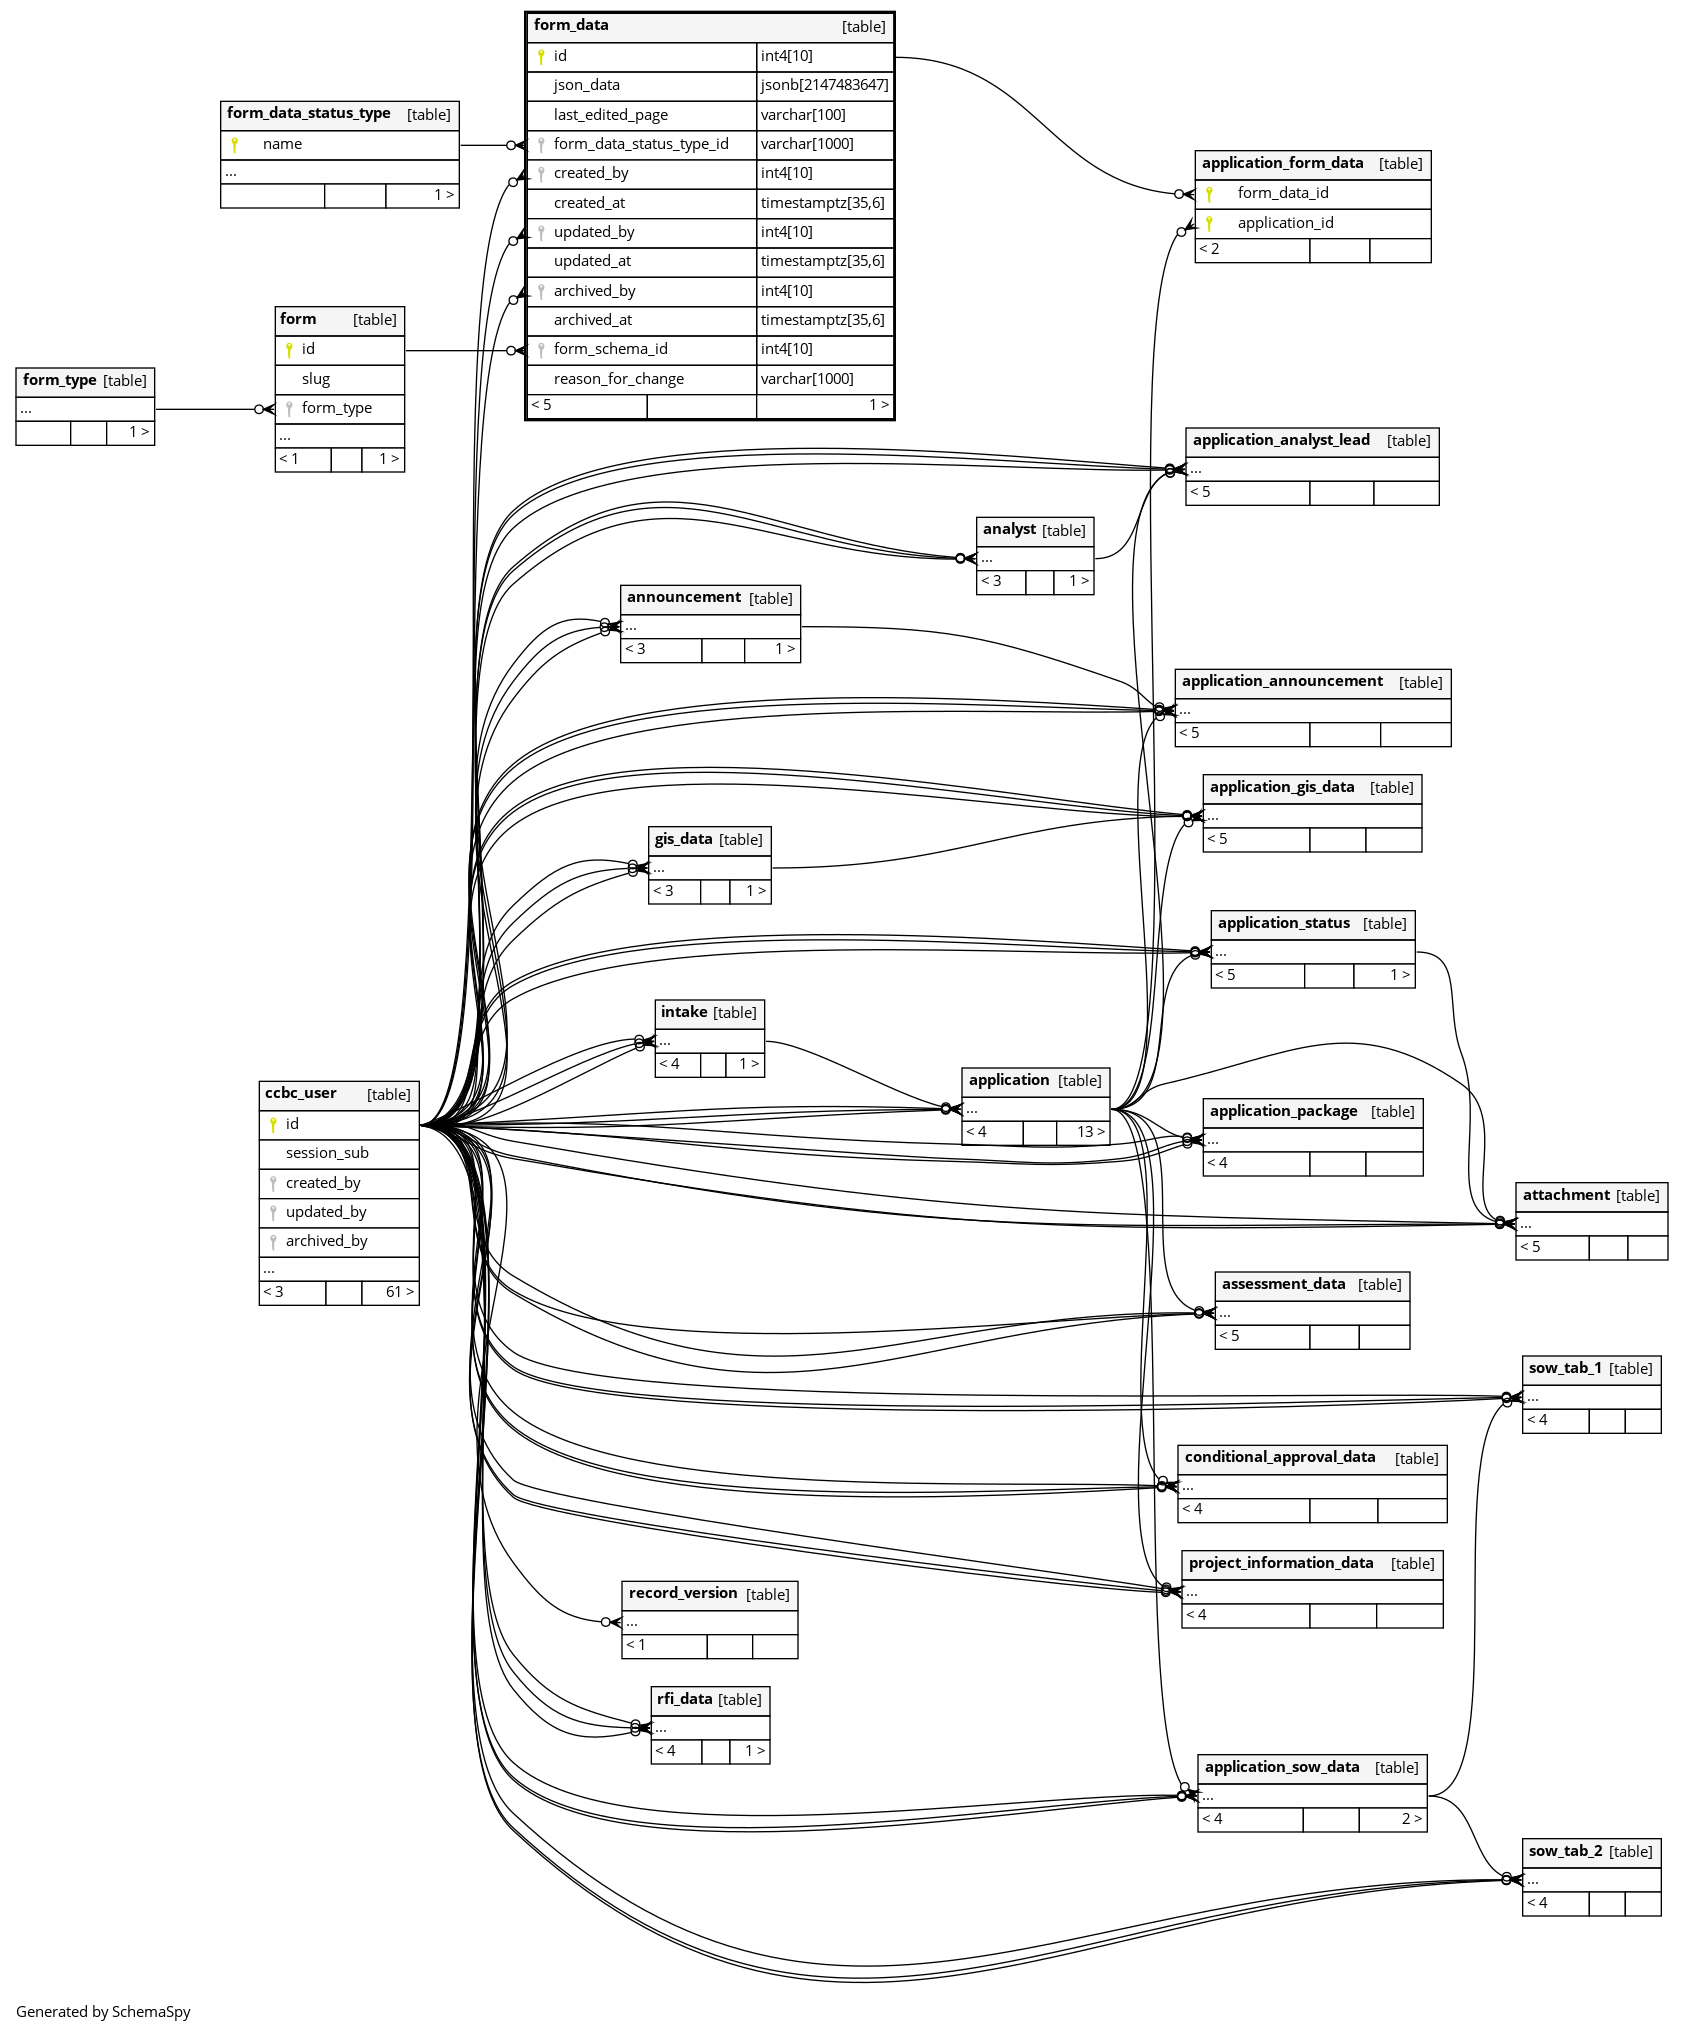 form_data [table]
id int4[10]
json_data jsonb[2147483647]
last_edited_page varchar[100]
form_data_status_type_id varchar[1000]
created_by int4[10]
created_at timestamptz[35,6]
updated_by int4[10]
updated_at timestamptz[35,6]
archived_by int4[10]
archived_at timestamptz[35,6]
form_schema_id int4[10]
reason_for_change varchar[1000]
< 5 1 >
form_data_status_type [table]
name
...
1 >
application_form_data [table]
form_data_id
application_id
< 2
form [table]
id
slug
form_type
...
< 1 1 >
form_type [table]
...
1 >
application_analyst_lead [table]
...
< 5
analyst [table]
...
< 3 1 >
announcement [table]
...
< 3 1 >
application_announcement [table]
...
< 5
application_gis_data [table]
...
< 5
gis_data [table]
...
< 3 1 >
application_status [table]
...
< 5 1 >
intake [table]
...
< 4 1 >
application [table]
...
< 4 13 >
ccbc_user [table]
id
session_sub
created_by
updated_by
archived_by
...
< 3 61 >
application_package [table]
...
< 4
attachment [table]
...
< 5
assessment_data [table]
...
< 5
sow_tab_1 [table]
...
< 4
conditional_approval_data [table]
...
< 4
project_information_data [table]
...
< 4
record_version [table]
...
< 1
rfi_data [table]
...
< 4 1 >
application_sow_data [table]
...
< 4 2 >
sow_tab_2 [table]
...
< 4
Generated by SchemaSpy